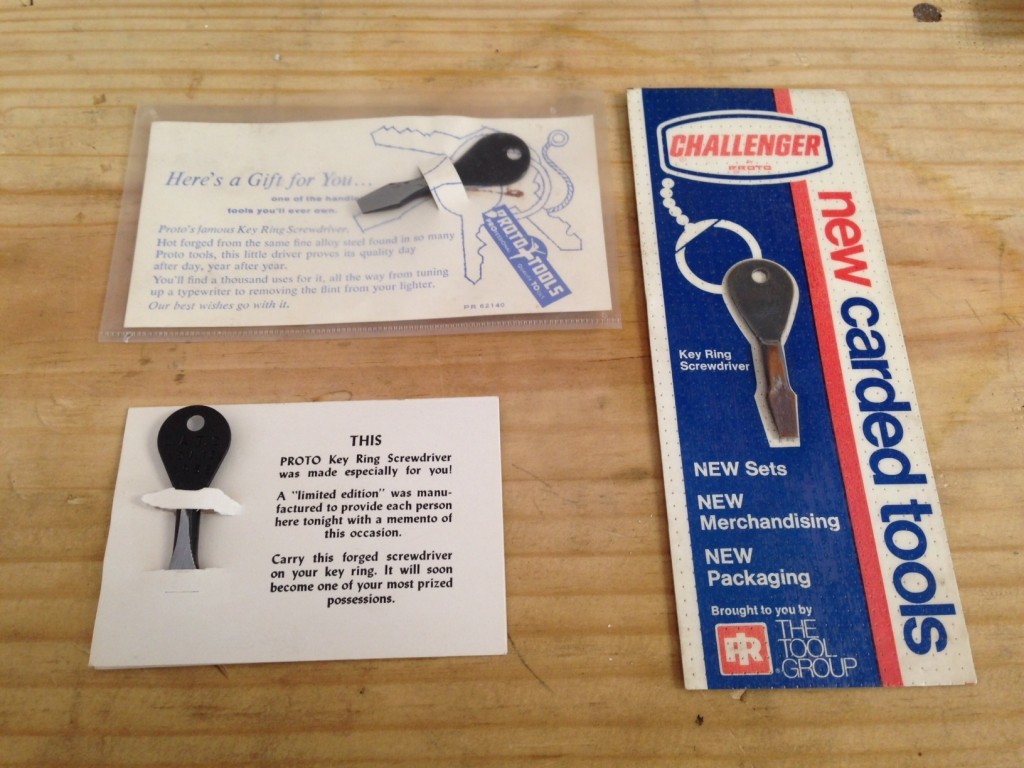 Here's a Gift for You...
one of the handi
tools you'll ever own.
Proto's famous Key Ring Screwdriver.
Hot forged from the same fine alloy steel found in so many
Proto tools, this little driver proves its quality day
after day, year after year.
You'll find a thousand uses for it, all the way from tuning
up a typewriter to removing the flint from your lighter.
Our best wishes go with it.
PR 62140
PROTO TOOLS
THIS
PROTO Key Ring Screwdriver
was made especially for you!
A "limited edition" was manu-
factured to provide each person
here tonight with a memento of
this occasion.
Carry this forged screwdriver
on your key ring. It will soon
become one of your most prized
possessions.
CHALLENGER
BY
PROTO
new carded tools
Key Ring
Screwdriver
NEW Sets
NEW
Merchandising
NEW
Packaging
Brought to you by
IR
THE
TOOL
GROUP